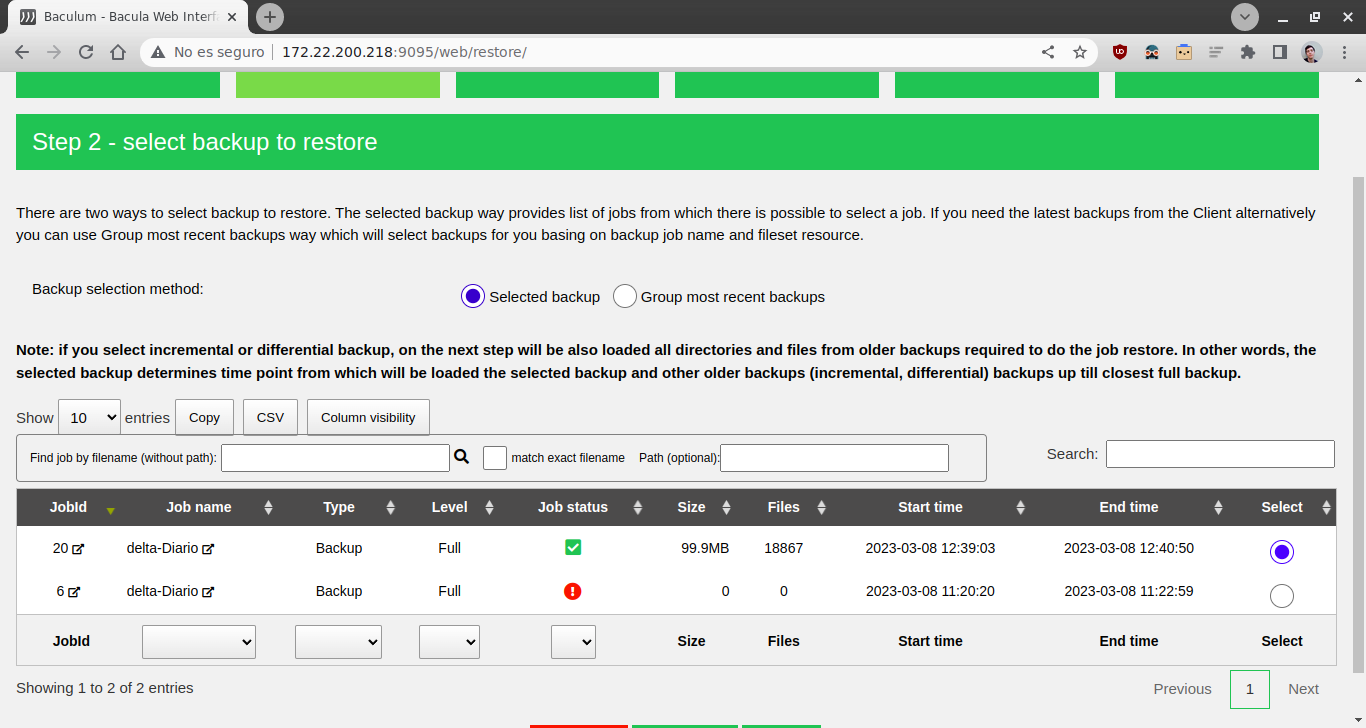 Baculum - Bacula Web Interf
No es seguro 172.22.200.218:9095/web/restore/
Step 2 - select backup to restore
There are two ways to select backup to restore. The selected backup way provides list of jobs from which there is possible to select a job. If you need the latest backups from the Client alternatively
you can use Group most recent backups way which will select backups for you basing on backup job name and fileset resource.
Backup selection method: Selected backup Group most recent backups
Note: if you select incremental or differential backup, on the next step will be also loaded all directories and files from older backups required to do the job restore. In other words, the
selected backup determines time point from which will be loaded the selected backup and other older backups (incremental, differential) backups up till closest full backup.
Show 10 entries Copy CSV Column visibility
Find job by filename (without path): match exact filename Path (optional): Search:
JobId Job name Type Level Job status Size Files Start time End time Select
20 delta-Diario Backup Full 99.9MB 18867 2023-03-08 12:39:03 2023-03-08 12:40:50
6 delta-Diario Backup Full 0 0 2023-03-08 11:20:20 2023-03-08 11:22:59
JobId Size Files Start time End time Select
Showing 1 to 2 of 2 entries Previous 1 Next